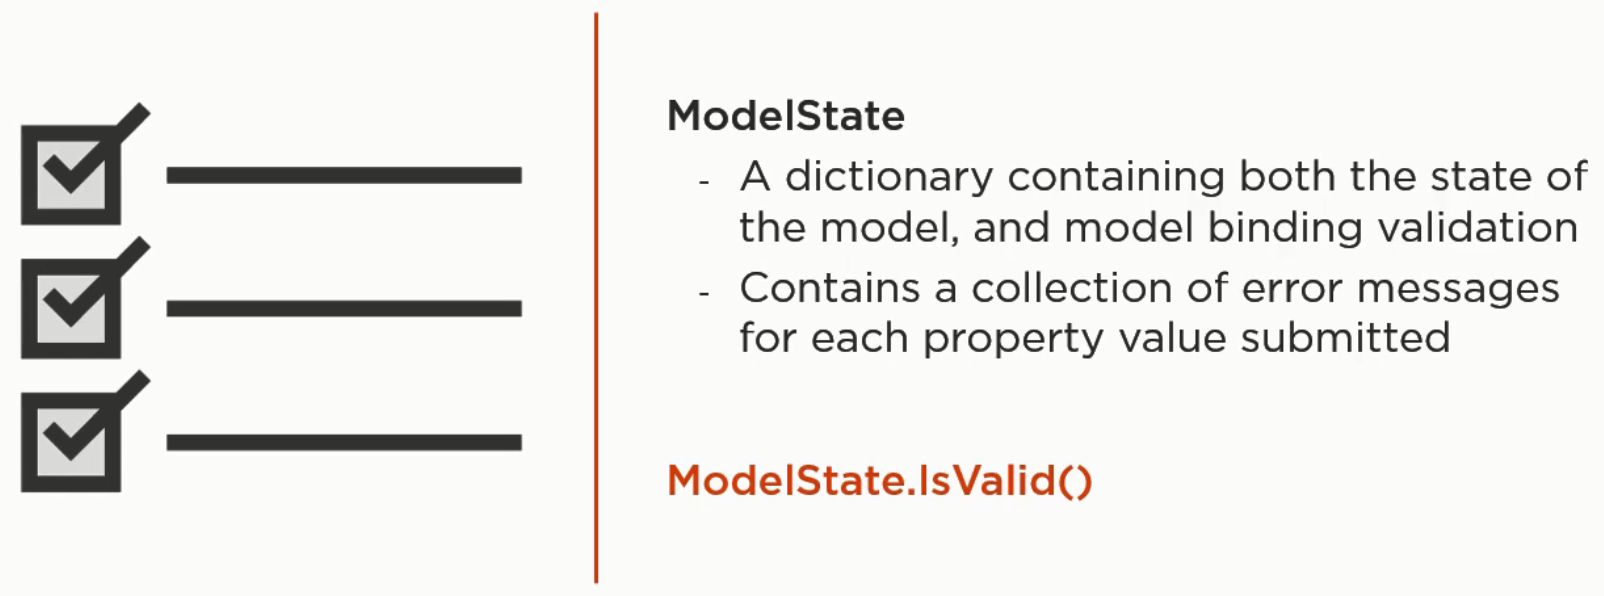 ModelState
- A dictionary containing both the state of
the model, and model binding validation
- Contains a collection of error messages
for each property value submitted
ModelState.IsValid()